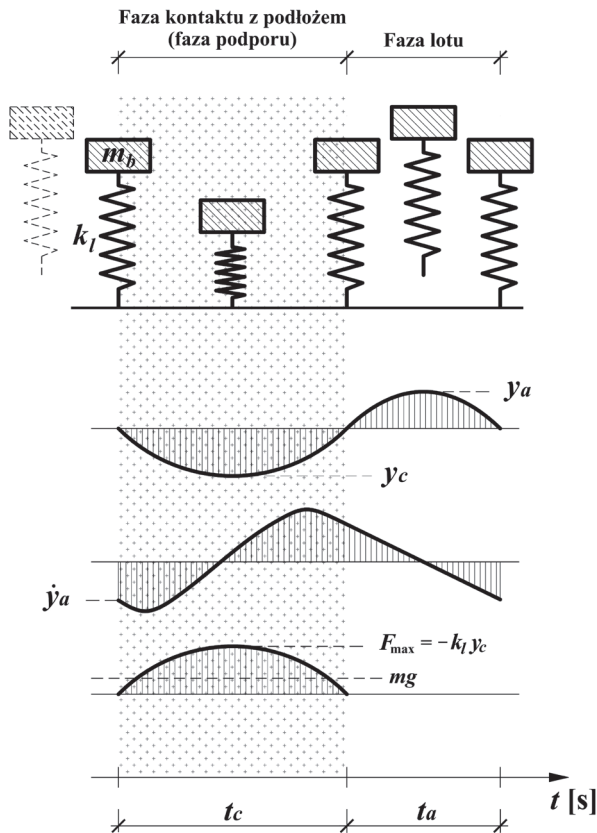 Faza kontaktu z podłożem
(faza podporu)
Faza lotu
m_b
k_l
y_a
y_c
ẏ_a
F_max = −k_l y_c
mg
t [s]
t_c
t_a